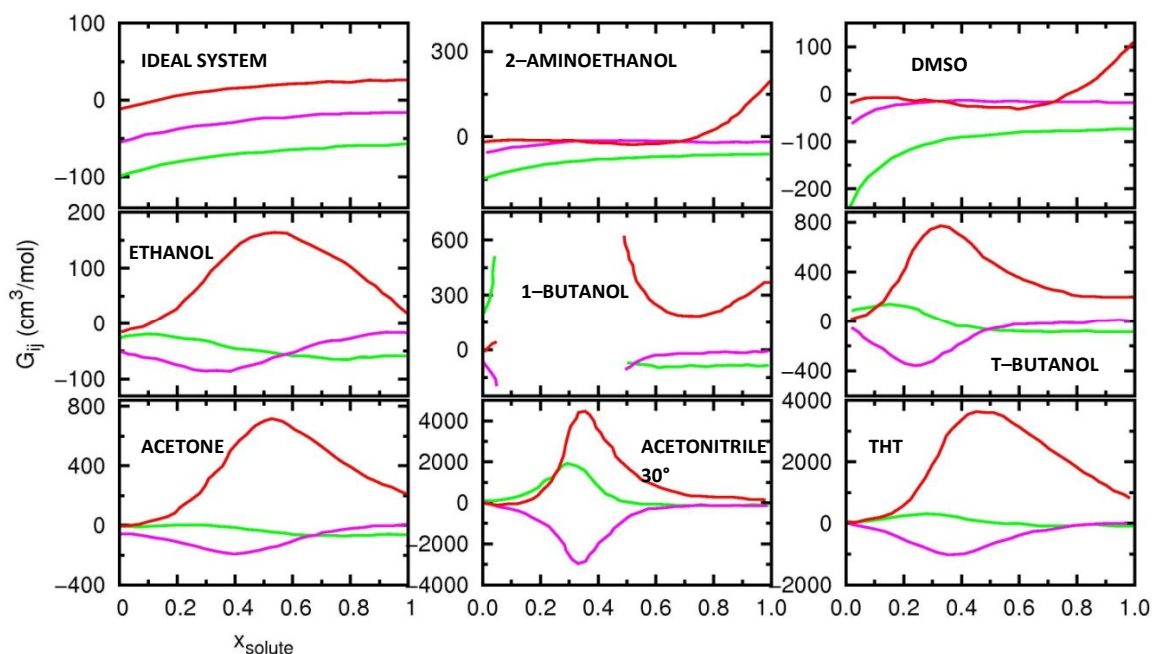 100
0
−100
IDEAL SYSTEM
300
150
0
2−AMINOETHANOL
100
0
−100
−200
DMSO
200
100
0
−100
ETHANOL
600
300
0
1−BUTANOL
800
400
0
−400
T−BUTANOL
800
400
0
−400
ACETONE
4000
2000
0
−2000
−4000
ACETONITRILE
30°
4000
2000
0
−2000
THT
0 0.2 0.4 0.6 0.8 1
0.0 0.2 0.4 0.6 0.8 1.0
0.0 0.2 0.4 0.6 0.8 1.0
Gij (cm³/mol)
xsolute